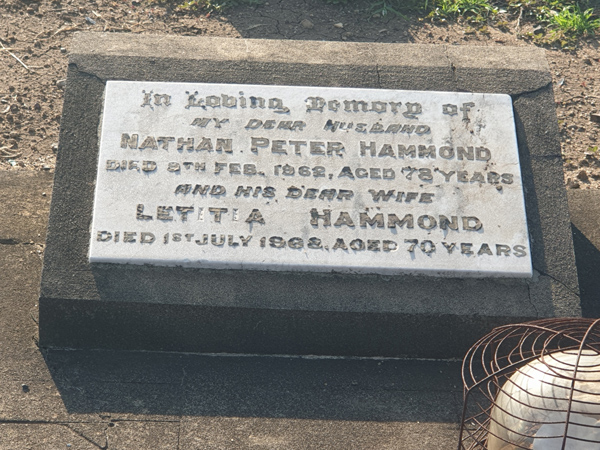 In Loving Memory of
MY DEAR HUSBAND
NATHAN PETER HAMMOND
DIED 8TH FEB. 1962, AGED 78 YEARS
AND HIS DEAR WIFE
LETITIA HAMMOND
DIED 1ST JULY 1968, AGED 70 YEARS